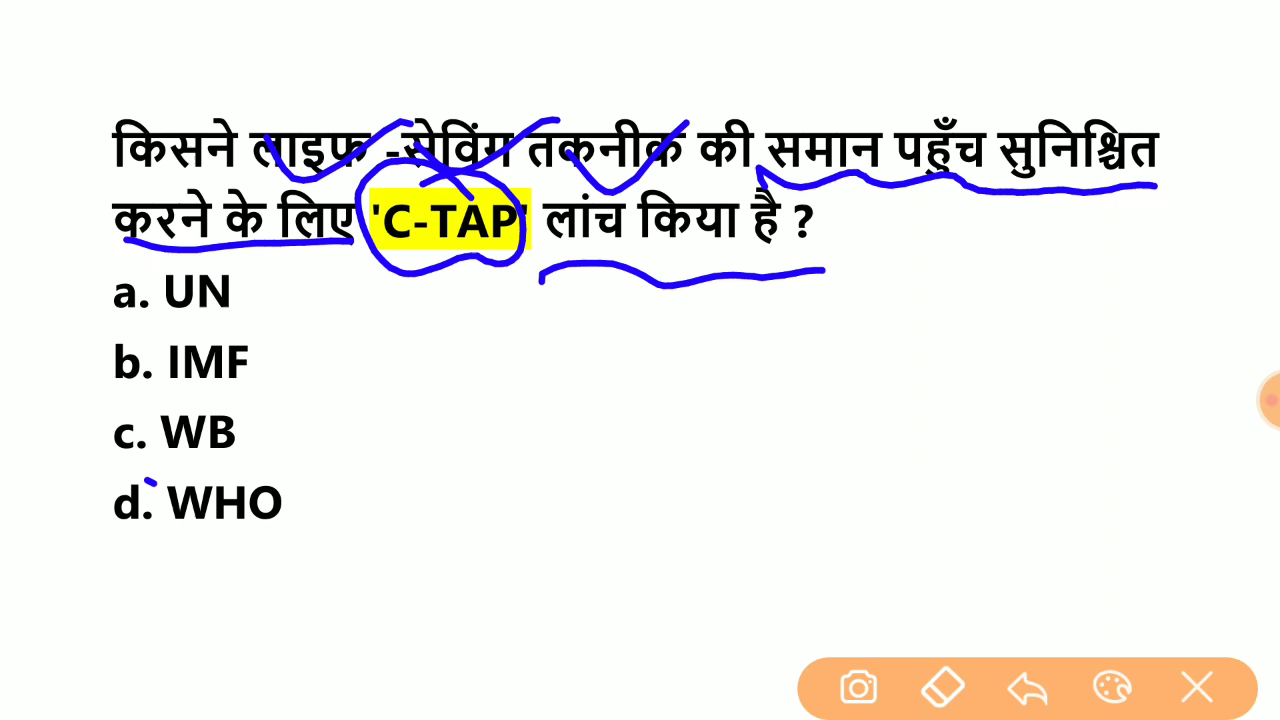 किसने लाइफ -सेविंग तकनीक की समान पहुँच सुनिश्चित
करने के लिए 'C-TAP' लांच किया है ?
a. UN
b. IMF
c. WB
d. WHO